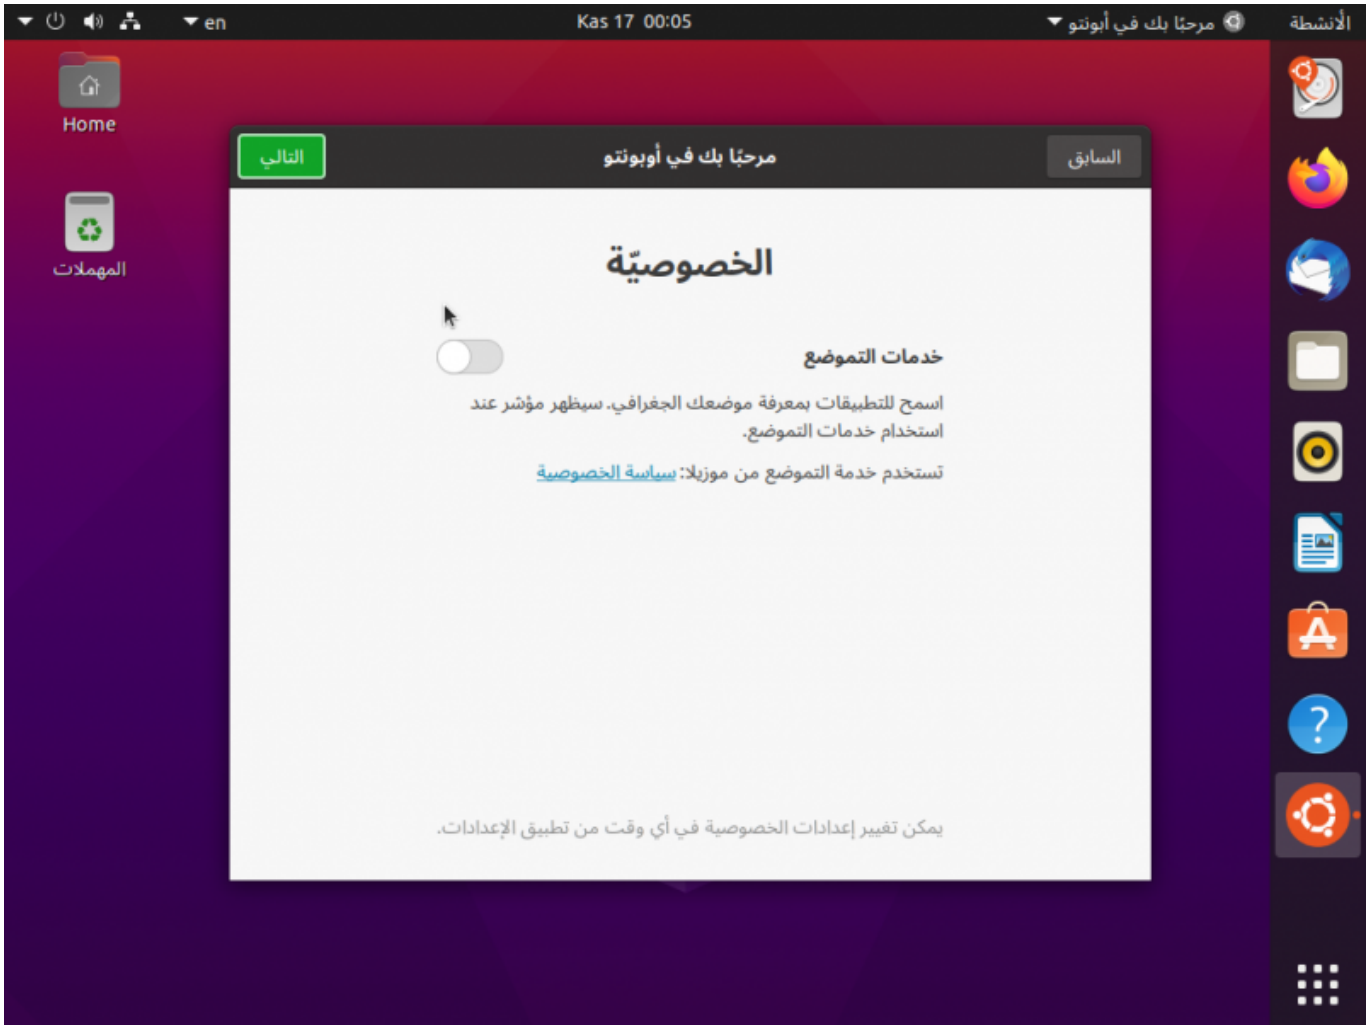 الأنشطة
مرحبًا بك في أبونتو
Kas 17 00:05
en
Home
المهملات
السابق
مرحبًا بك في أوبونتو
التالي
الخصوصيّة
خدمات التموضع
اسمح للتطبيقات بمعرفة موضعك الجغرافي. سيظهر مؤشر عند
استخدام خدمات التموضع.
تستخدم خدمة التموضع من موزيلا: سياسة الخصوصية
يمكن تغيير إعدادات الخصوصية في أي وقت من تطبيق الإعدادات.